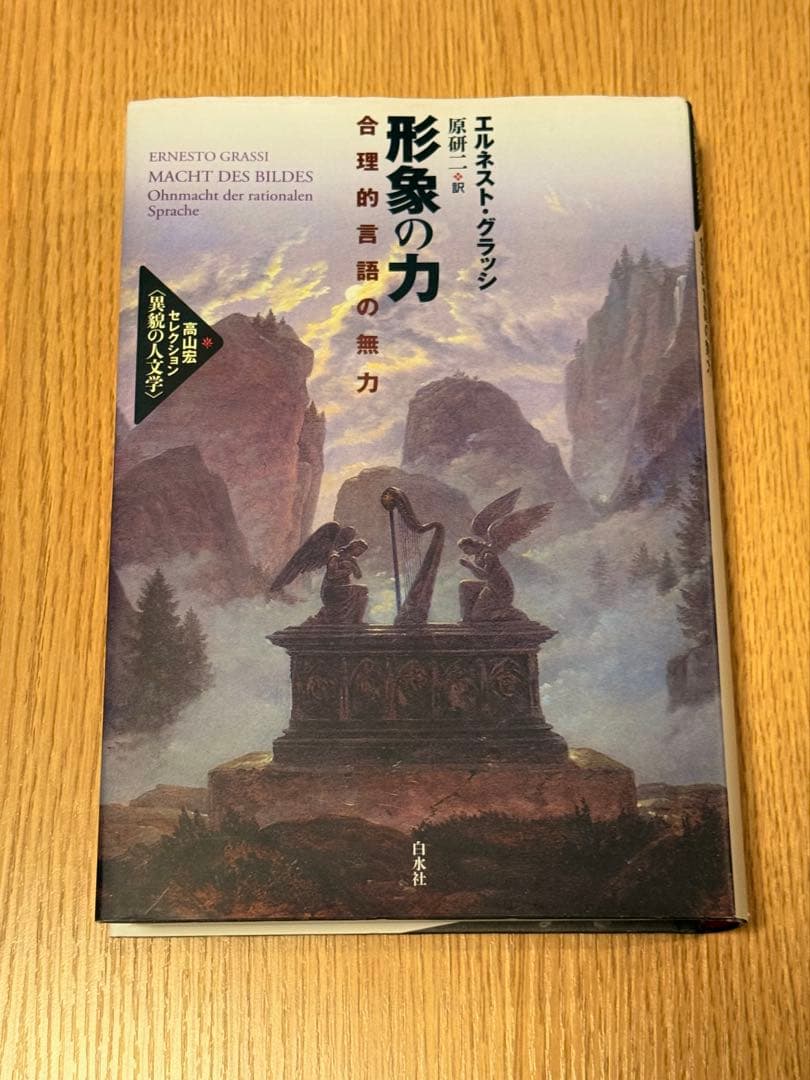 エルネスト・グラッシ
原研二※訳
形象の力
合理的言語の無力
ERNESTO GRASSI
MACHT DES BILDES
Ohnmacht der rationalen
Sprache
※
高山宏
セレクション
〈異貌の人文学〉
白水社